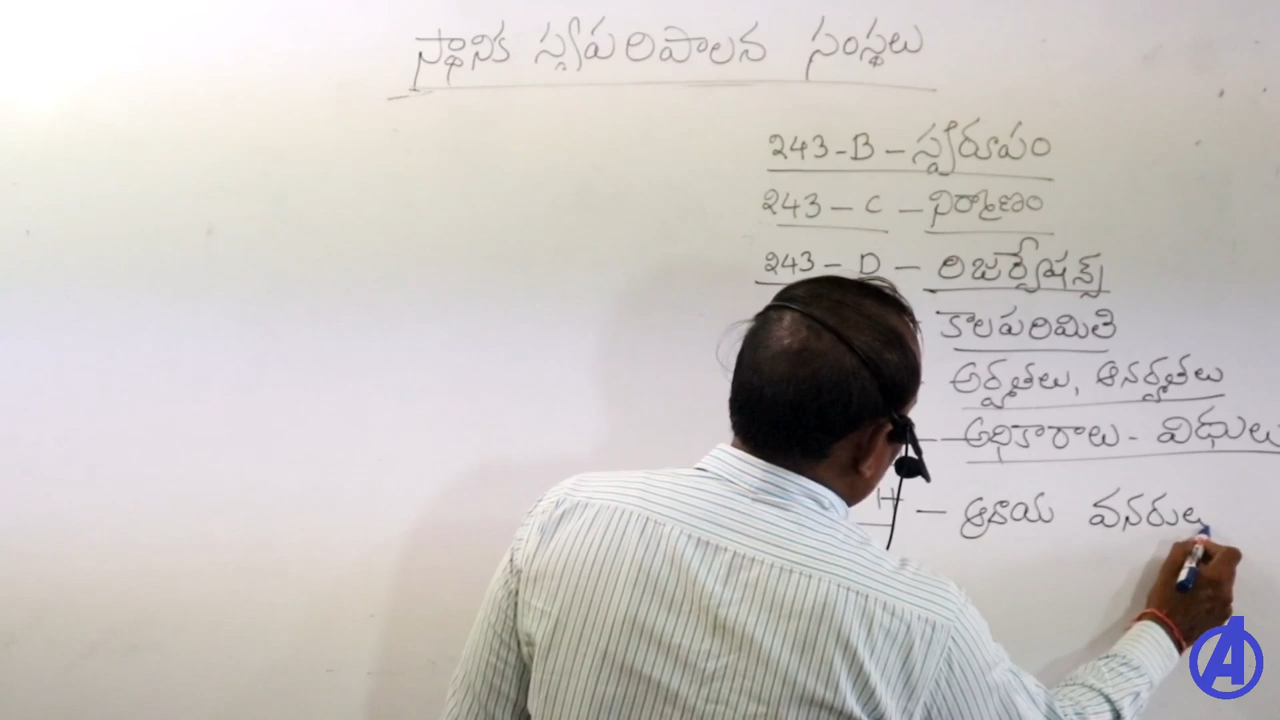 స్థానిక స్వపరిపాలన సంస్థలు
243-B - స్వరూపం
243 - C - నిర్మాణం
243 - D - రిజర్వేషన్స్
కాలపరిమితి
అర్హతలు, అనర్హతలు
అధికారాలు - విధులు
H - ఆదాయ వనరుల